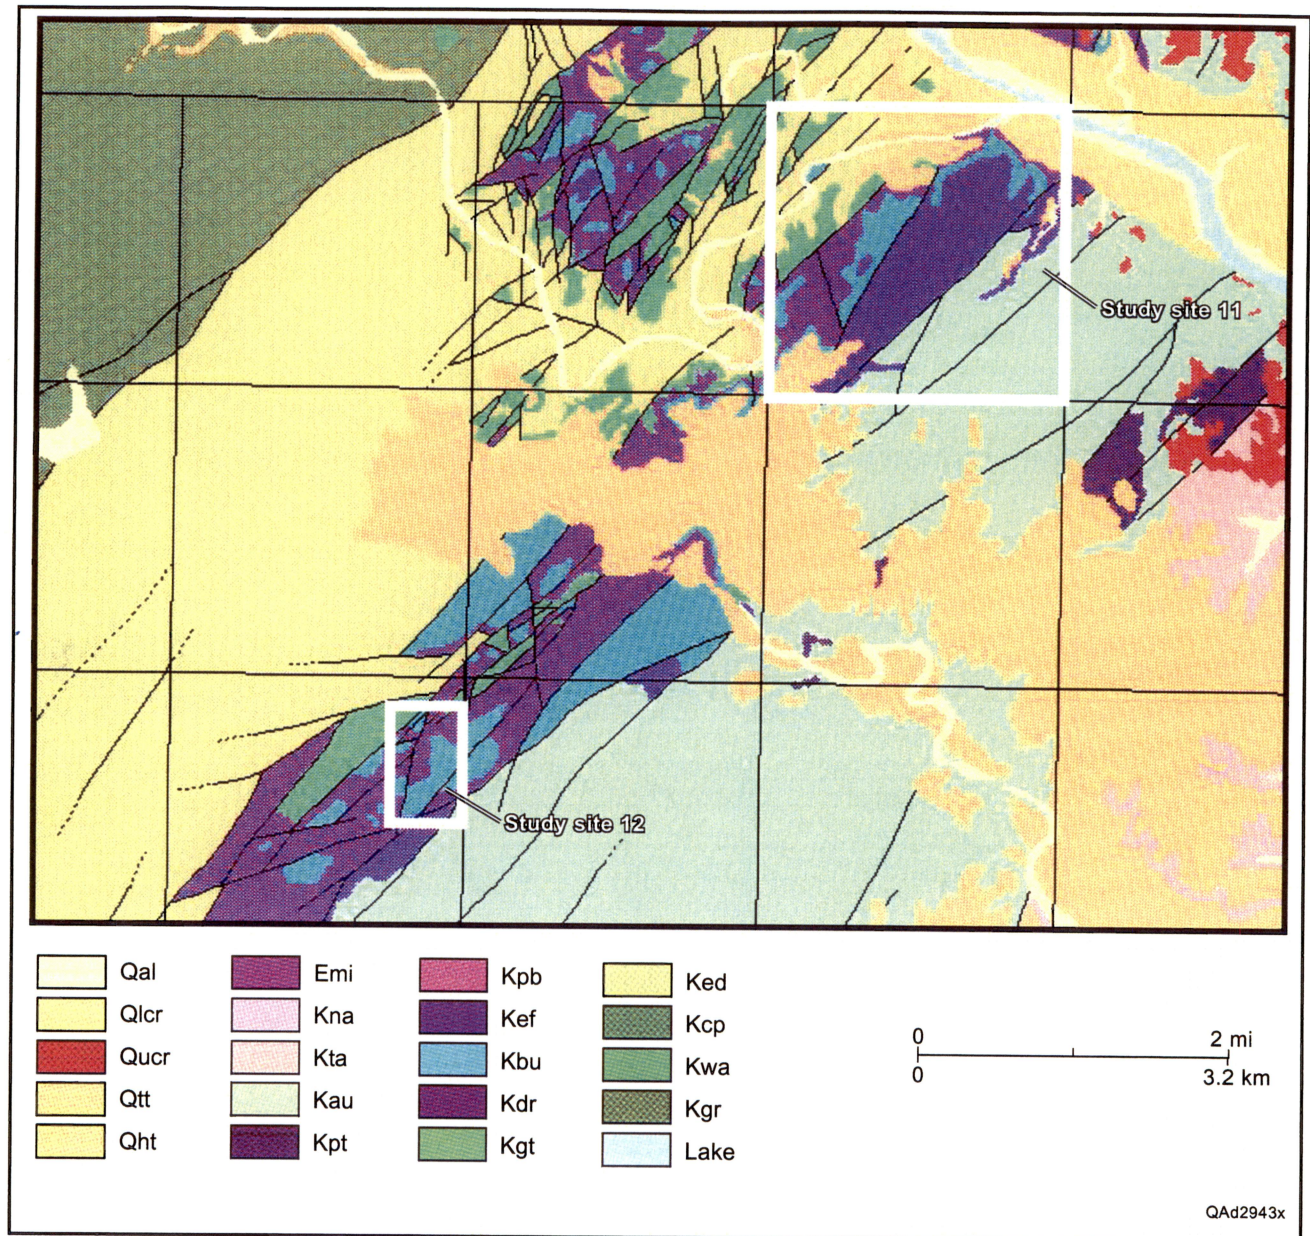 Study site 11
Study site 12
Qal
Qlcr
Qucr
Qtt
Qht
Emi
Kna
Kta
Kau
Kpt
Kpb
Kef
Kbu
Kdr
Kgt
Ked
Kcp
Kwa
Kgr
Lake
0 2 mi
0 3.2 km
QAd2943x